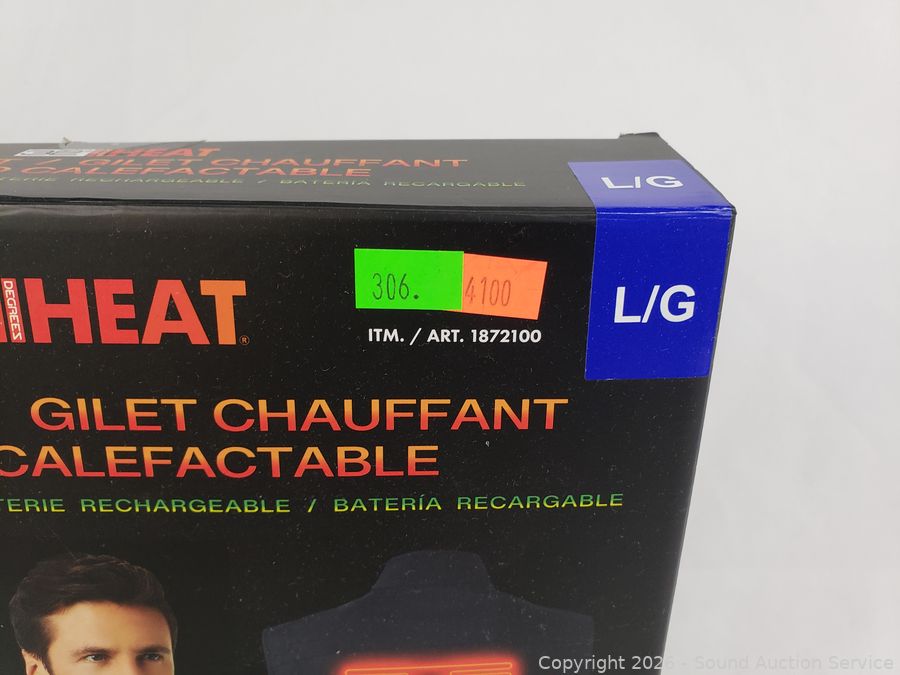 HEAT
/ GILET CHAUFFANT
CALEFACTABLE
RECHARGEABLE / BATERÍA RECARGABLE
L/G
306.
4100
ITM. / ART. 1872100
L/G
DEGREES
HEAT®
GILET CHAUFFANT
CALEFACTABLE
TERIE RECHARGEABLE / BATERÍA RECARGABLE
Copyright 2026 - Sound Auction Service